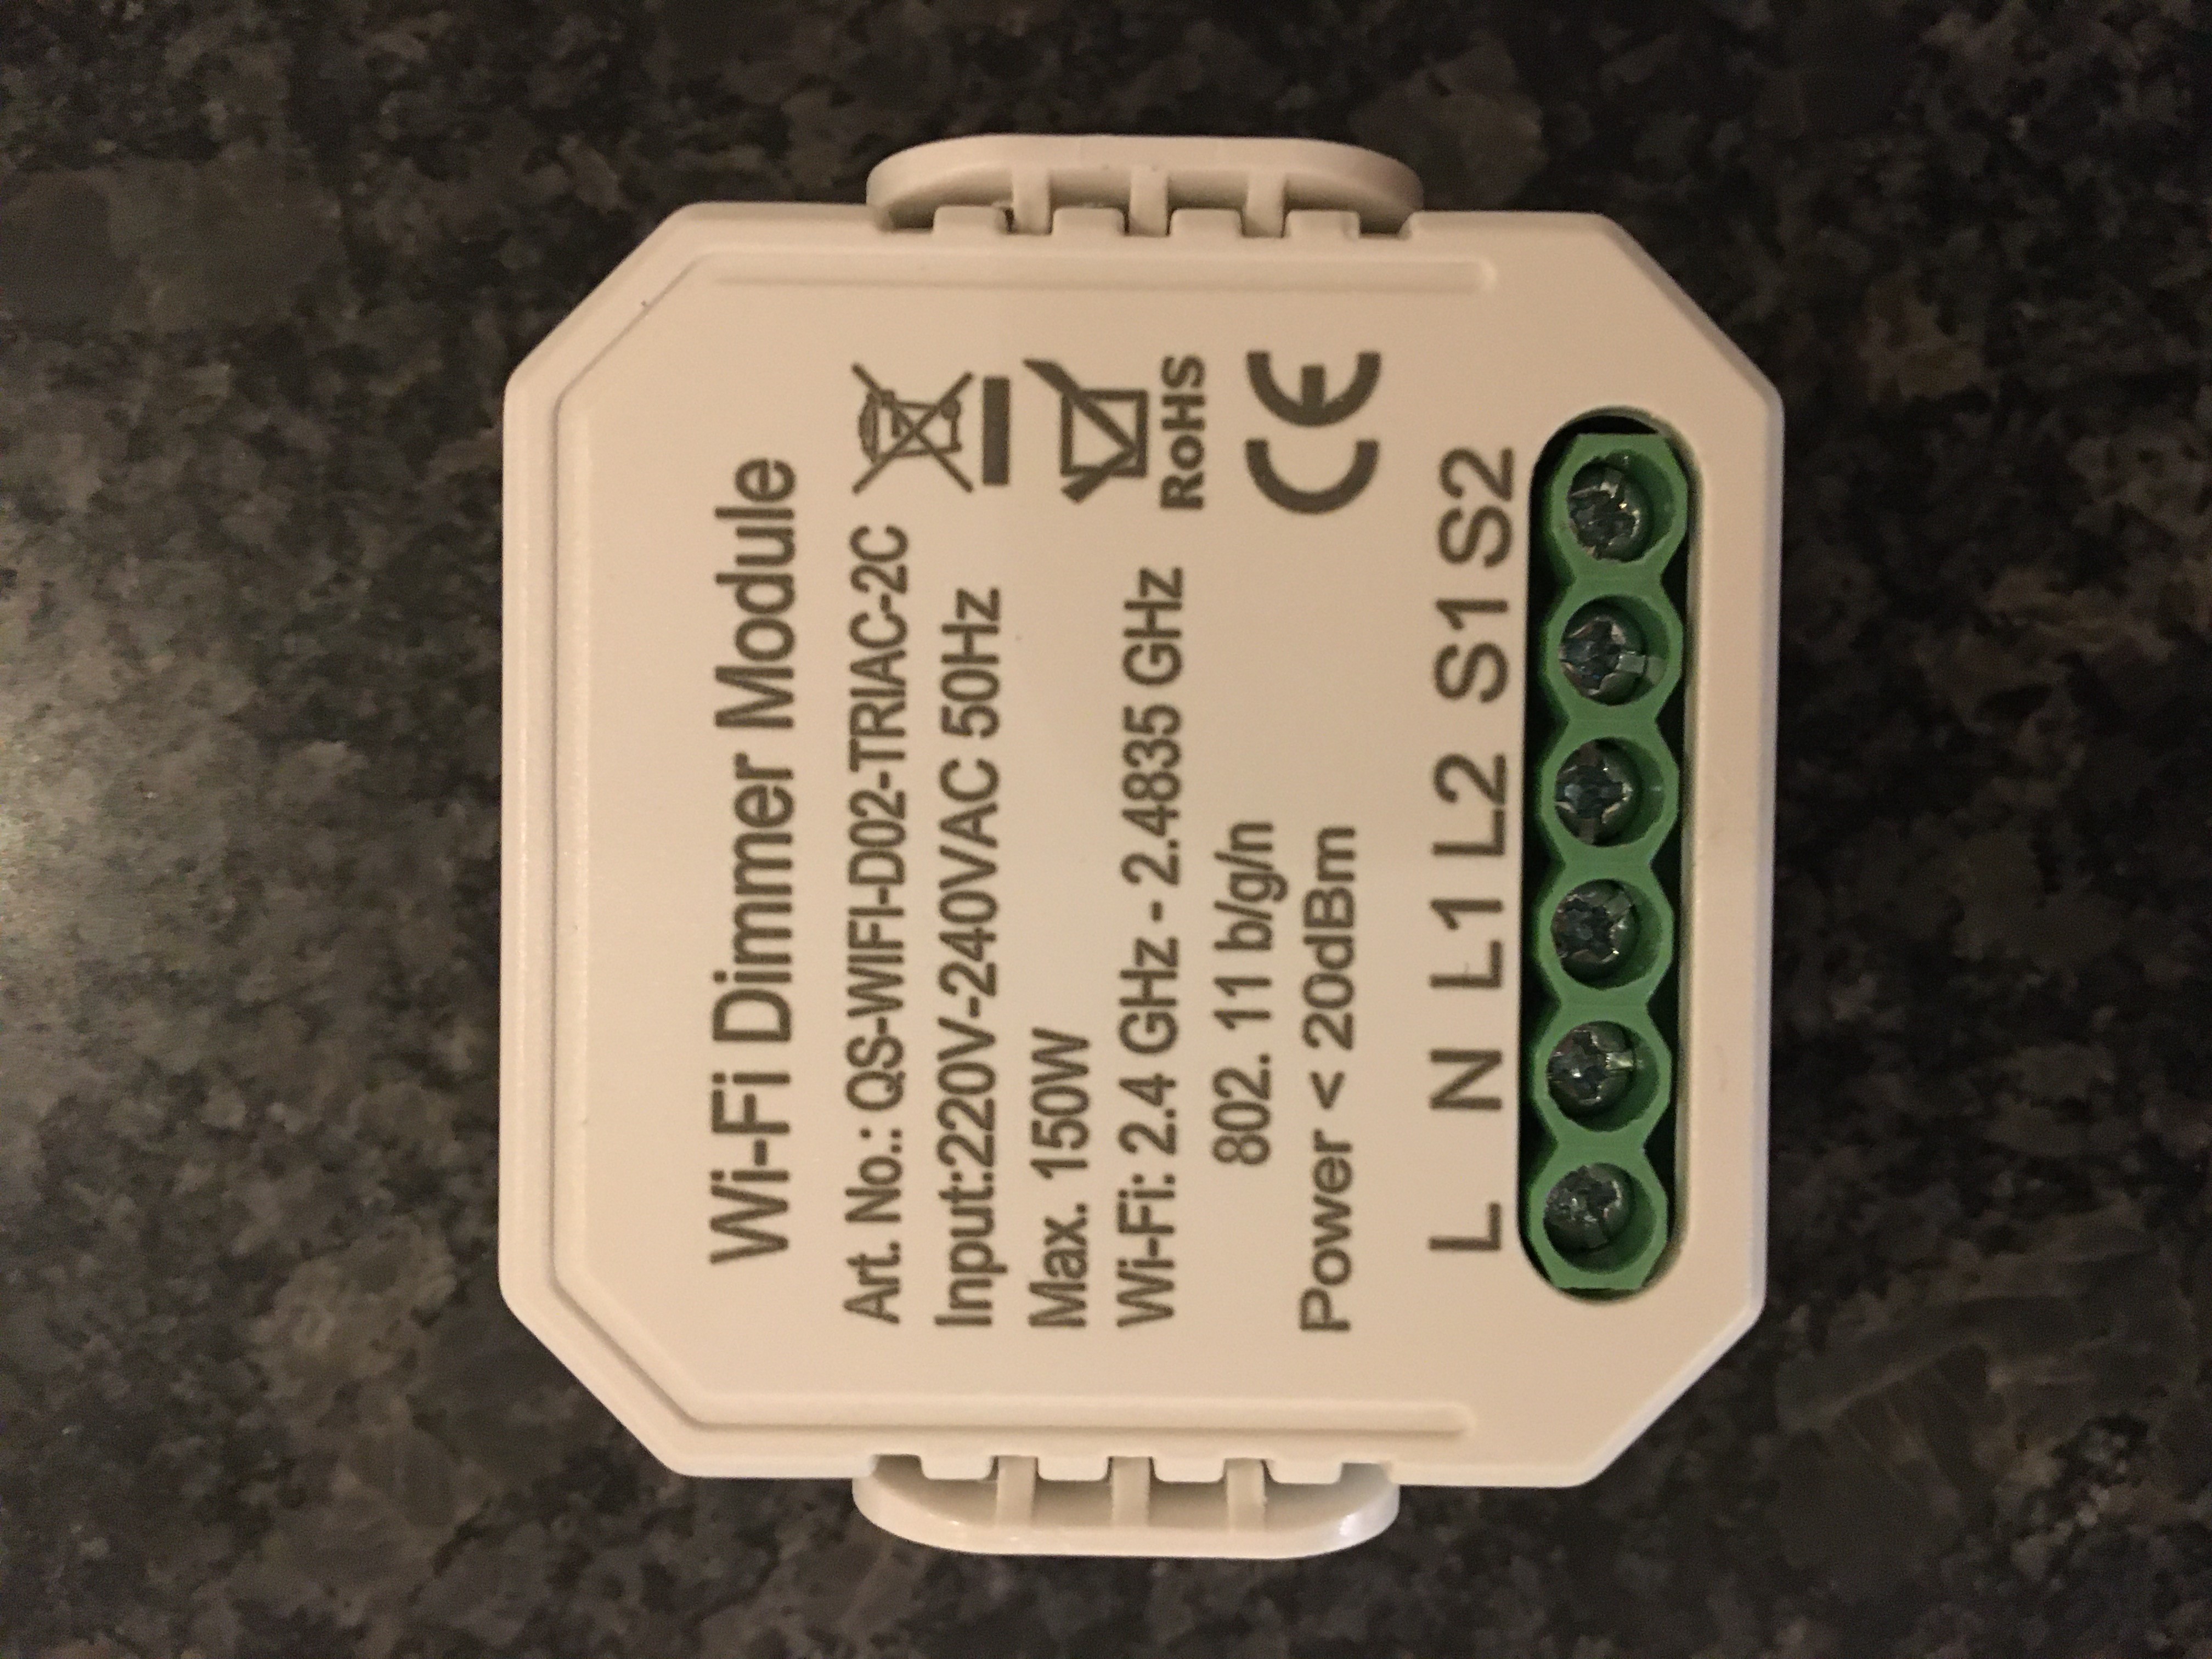 Wi-Fi Dimmer Module
Art. No.: QS-WIFI-D02-TRIAC-2C
Input:220V-240VAC 50Hz
Max. 150W
Wi-Fi: 2.4 GHz - 2.4835 GHz
802. 11 b/g/n
Power < 20dBm
RoHS
CE
L N L1 L2 S1 S2